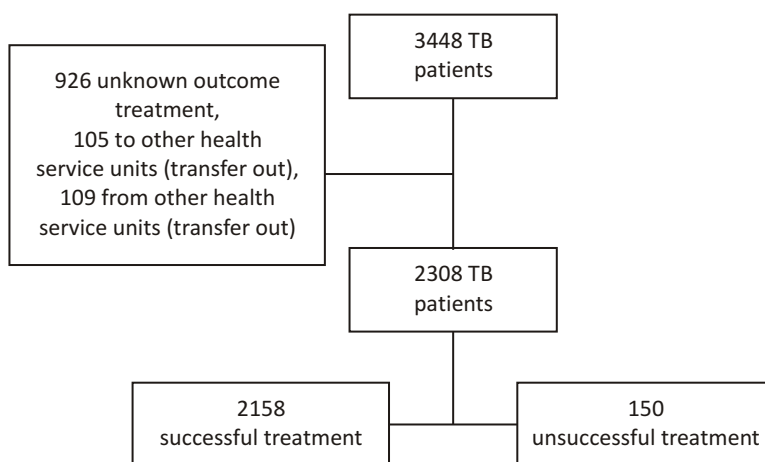 3448 TB
patients
926 unknown outcome
treatment,
105 to other health
service units (transfer out),
109 from other health
service units (transfer out)
2308 TB
patients
2158
successful treatment
150
unsuccessful treatment